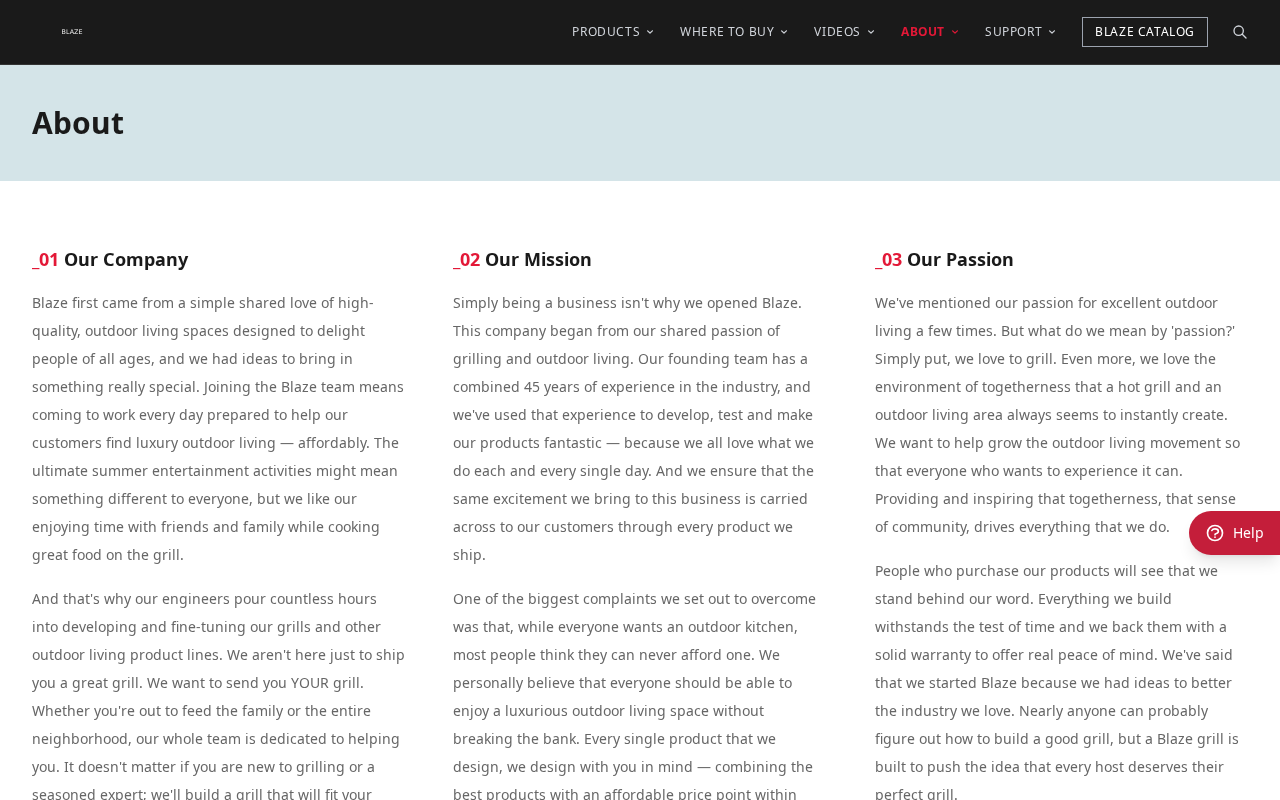 BLAZE
PRODUCTS
WHERE TO BUY
VIDEOS
ABOUT
SUPPORT
BLAZE CATALOG
About
_01 Our Company
Blaze first came from a simple shared love of high-
quality, outdoor living spaces designed to delight
people of all ages, and we had ideas to bring in
something really special. Joining the Blaze team means
coming to work every day prepared to help our
customers find luxury outdoor living — affordably. The
ultimate summer entertainment activities might mean
something different to everyone, but we like our
enjoying time with friends and family while cooking
great food on the grill.
And that's why our engineers pour countless hours
into developing and fine-tuning our grills and other
outdoor living product lines. We aren't here just to ship
you a great grill. We want to send you YOUR grill.
Whether you're out to feed the family or the entire
neighborhood, our whole team is dedicated to helping
you. It doesn't matter if you are new to grilling or a
seasoned expert; we'll build a grill that will fit your
_02 Our Mission
Simply being a business isn't why we opened Blaze.
This company began from our shared passion of
grilling and outdoor living. Our founding team has a
combined 45 years of experience in the industry, and
we've used that experience to develop, test and make
our products fantastic — because we all love what we
do each and every single day. And we ensure that the
same excitement we bring to this business is carried
across to our customers through every product we
ship.
One of the biggest complaints we set out to overcome
was that, while everyone wants an outdoor kitchen,
most people think they can never afford one. We
personally believe that everyone should be able to
enjoy a luxurious outdoor living space without
breaking the bank. Every single product that we
design, we design with you in mind — combining the
best products with an affordable price point within
_03 Our Passion
We've mentioned our passion for excellent outdoor
living a few times. But what do we mean by 'passion?'
Simply put, we love to grill. Even more, we love the
environment of togetherness that a hot grill and an
outdoor living area always seems to instantly create.
We want to help grow the outdoor living movement so
that everyone who wants to experience it can.
Providing and inspiring that togetherness, that sense
of community, drives everything that we do.
People who purchase our products will see that we
stand behind our word. Everything we build
withstands the test of time and we back them with a
solid warranty to offer real peace of mind. We've said
that we started Blaze because we had ideas to better
the industry we love. Nearly anyone can probably
figure out how to build a good grill, but a Blaze grill is
built to push the idea that every host deserves their
perfect grill.
Help